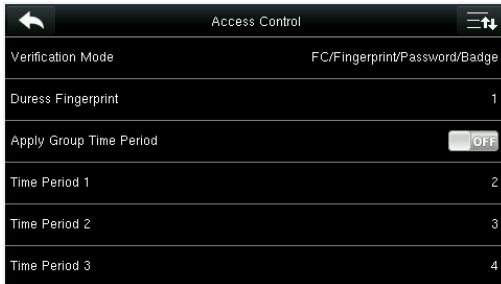 Access Control
Verification Mode FC/Fingerprint/Password/Badge
Duress Fingerprint 1
Apply Group Time Period OFF
Time Period 1 2
Time Period 2 3
Time Period 3 4